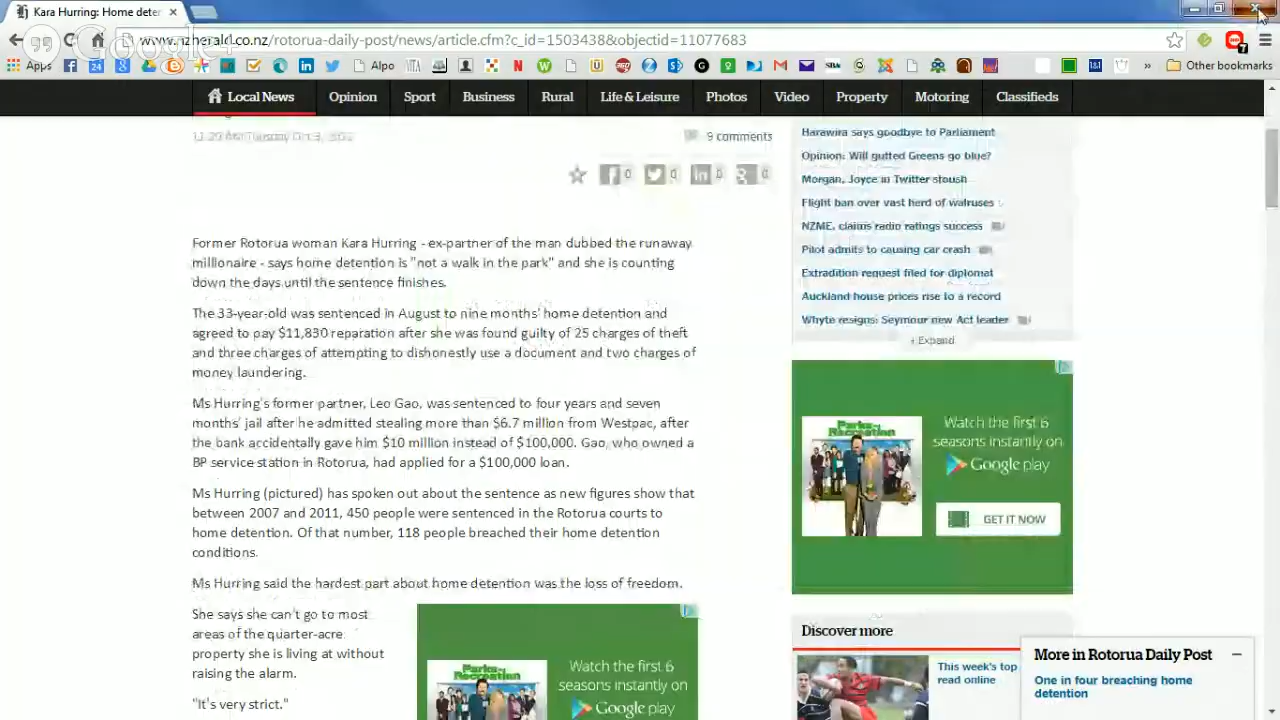 Kara Hurring: Home deter
Google+
www.nzherald.co.nz/rotorua-daily-post/news/article.cfm?c_id=1503438&objectid=11077683
Apps
Alpo
Other bookmarks
Local News
Opinion
Sport
Business
Rural
Life & Leisure
Photos
Video
Property
Motoring
Classifieds
9 comments
0
0
0
0
Former Rotorua woman Kara Hurring - ex-partner of the man dubbed the runaway
millionaire - says home detention is "not a walk in the park" and she is counting
down the days until the sentence finishes.
The 33-year-old was sentenced in August to nine months' home detention and
agreed to pay $11,830 reparation after she was found guilty of 25 charges of theft
and three charges of attempting to dishonestly use a document and two charges of
money laundering.
Ms Hurring's former partner, Leo Gao, was sentenced to four years and seven
months' jail after he admitted stealing more than $6.7 million from Westpac, after
the bank accidentally gave him $10 million instead of $100,000. Gao, who owned a
BP service station in Rotorua, had applied for a $100,000 loan.
Ms Hurring (pictured) has spoken out about the sentence as new figures show that
between 2007 and 2011, 450 people were sentenced in the Rotorua courts to
home detention. Of that number, 118 people breached their home detention
conditions.
Ms Hurring said the hardest part about home detention was the loss of freedom.
She says she can't go to most
areas of the quarter-acre
property she is living at without
raising the alarm.
"It's very strict."
Watch the first 6
seasons instantly on
Google play
Harawira says goodbye to Parliament
Opinion: Will gutted Greens go blue?
Morgan, Joyce in Twitter stoush
Flight ban over vast herd of walruses
NZME, claims radio ratings success
Pilot admits to causing car crash
Extradition request filed for diplomat
Auckland house prices rise to a record
Whyte resigns: Seymour new Act leader
+ Expand
Parks and Recreation
Watch the first 6
seasons instantly on
Google play
GET IT NOW
Discover more
This week's top
read online
More in Rotorua Daily Post
One in four breaching home
detention